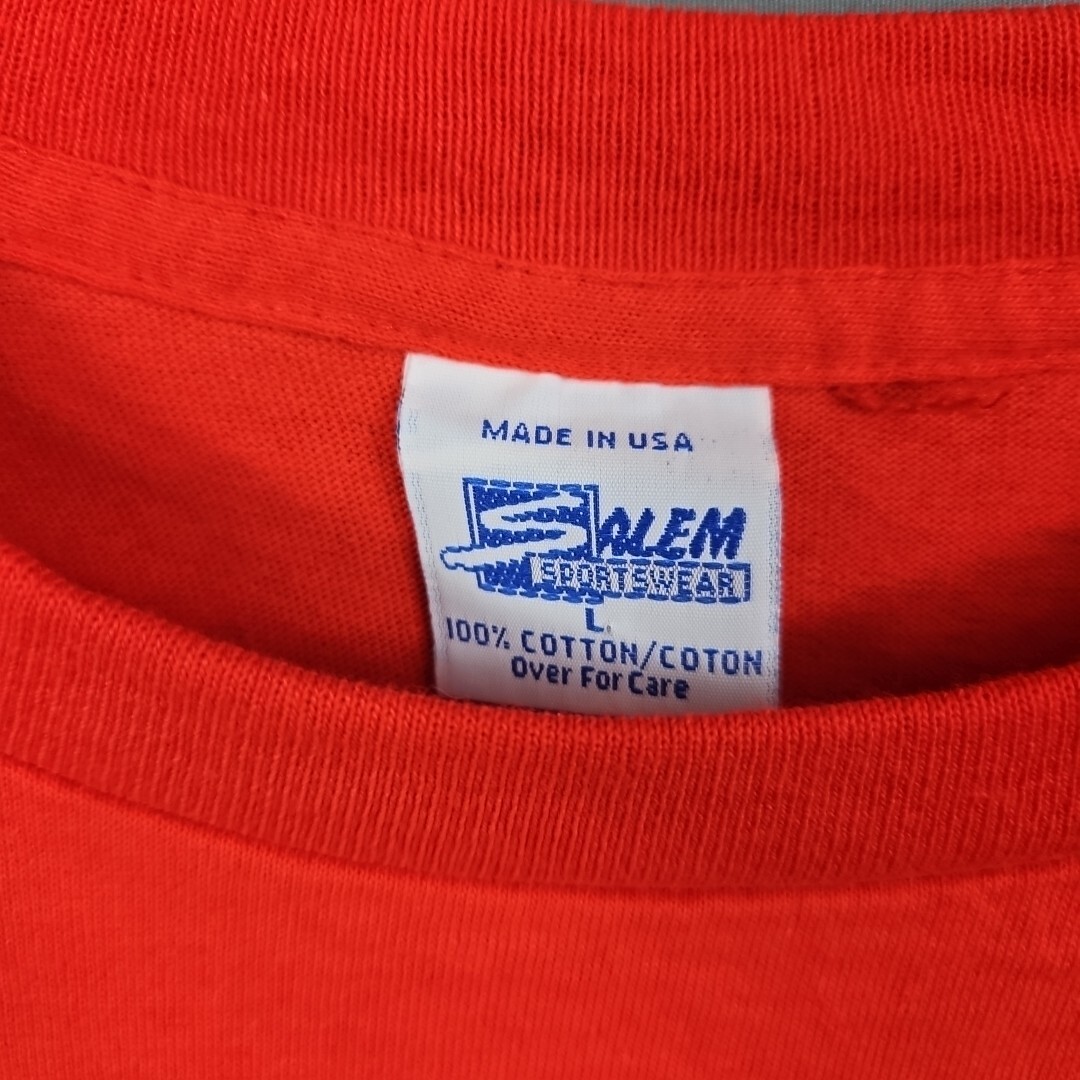 MADE IN USA
SALEM
SPORTSWEAR
L
100% COTTON/COTON
Over For Care